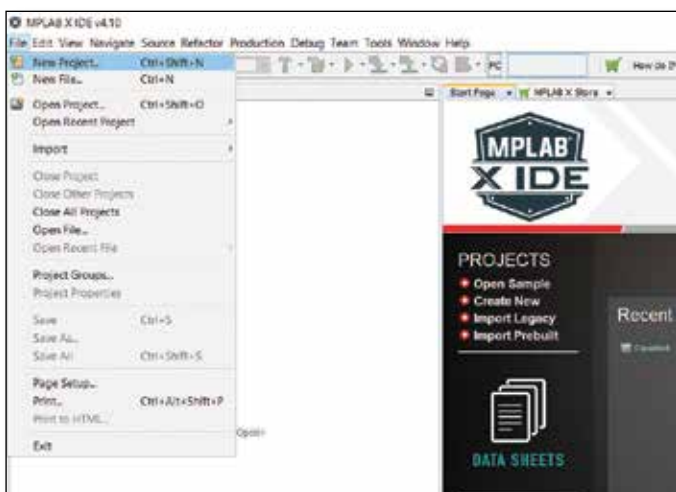 MPLAB X IDE v4.10
File Edit View Navigate Source Refactor Production Debug Team Tools Window Help
New Project... Ctrl+Shift+N
New File... Ctrl+N
Open Project... Ctrl+Shift+O
Open Recent Project
Import
Close Project
Close Other Projects
Close All Projects
Open File...
Open Recent File
Project Groups...
Project Properties
Save Ctrl+S
Save As...
Save All Ctrl+Shift+S
Page Setup...
Print... Ctrl+Alt+Shift+P
Print to HTML...
Exit
PC
How do I
Start Page
MPLAB X Store
MPLAB
X IDE
PROJECTS
Open Sample
Create New
Import Legacy
Import Prebuilt
Recent
DATA SHEETS